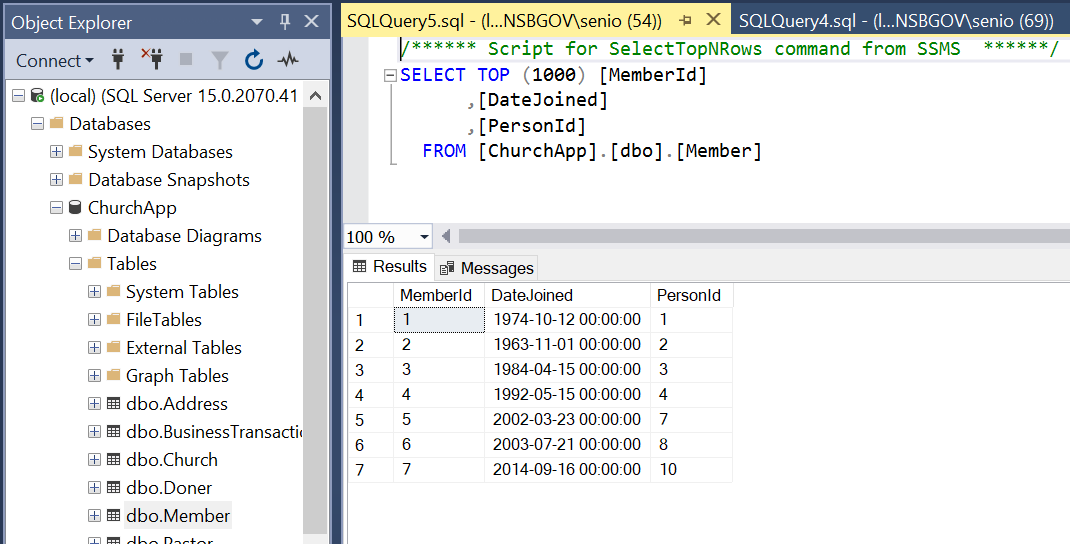 Object Explorer
Connect
(local) (SQL Server 15.0.2070.41
Databases
System Databases
Database Snapshots
ChurchApp
Database Diagrams
Tables
System Tables
FileTables
External Tables
Graph Tables
dbo.Address
dbo.BusinessTransactio
dbo.Church
dbo.Doner
dbo.Member
dbo.Pastor
SQLQuery5.sql - (l...NSBGOV\senio (54))
SQLQuery4.sql - (l...NSBGOV\senio (69))
/****** Script for SelectTopNRows command from SSMS  ******/
SELECT TOP (1000) [MemberId]
,[DateJoined]
,[PersonId]
FROM [ChurchApp].[dbo].[Member]
100 %
Results Messages
MemberId DateJoined PersonId
1 1 1974-10-12 00:00:00 1
2 2 1963-11-01 00:00:00 2
3 3 1984-04-15 00:00:00 3
4 4 1992-05-15 00:00:00 4
5 5 2002-03-23 00:00:00 7
6 6 2003-07-21 00:00:00 8
7 7 2014-09-16 00:00:00 10